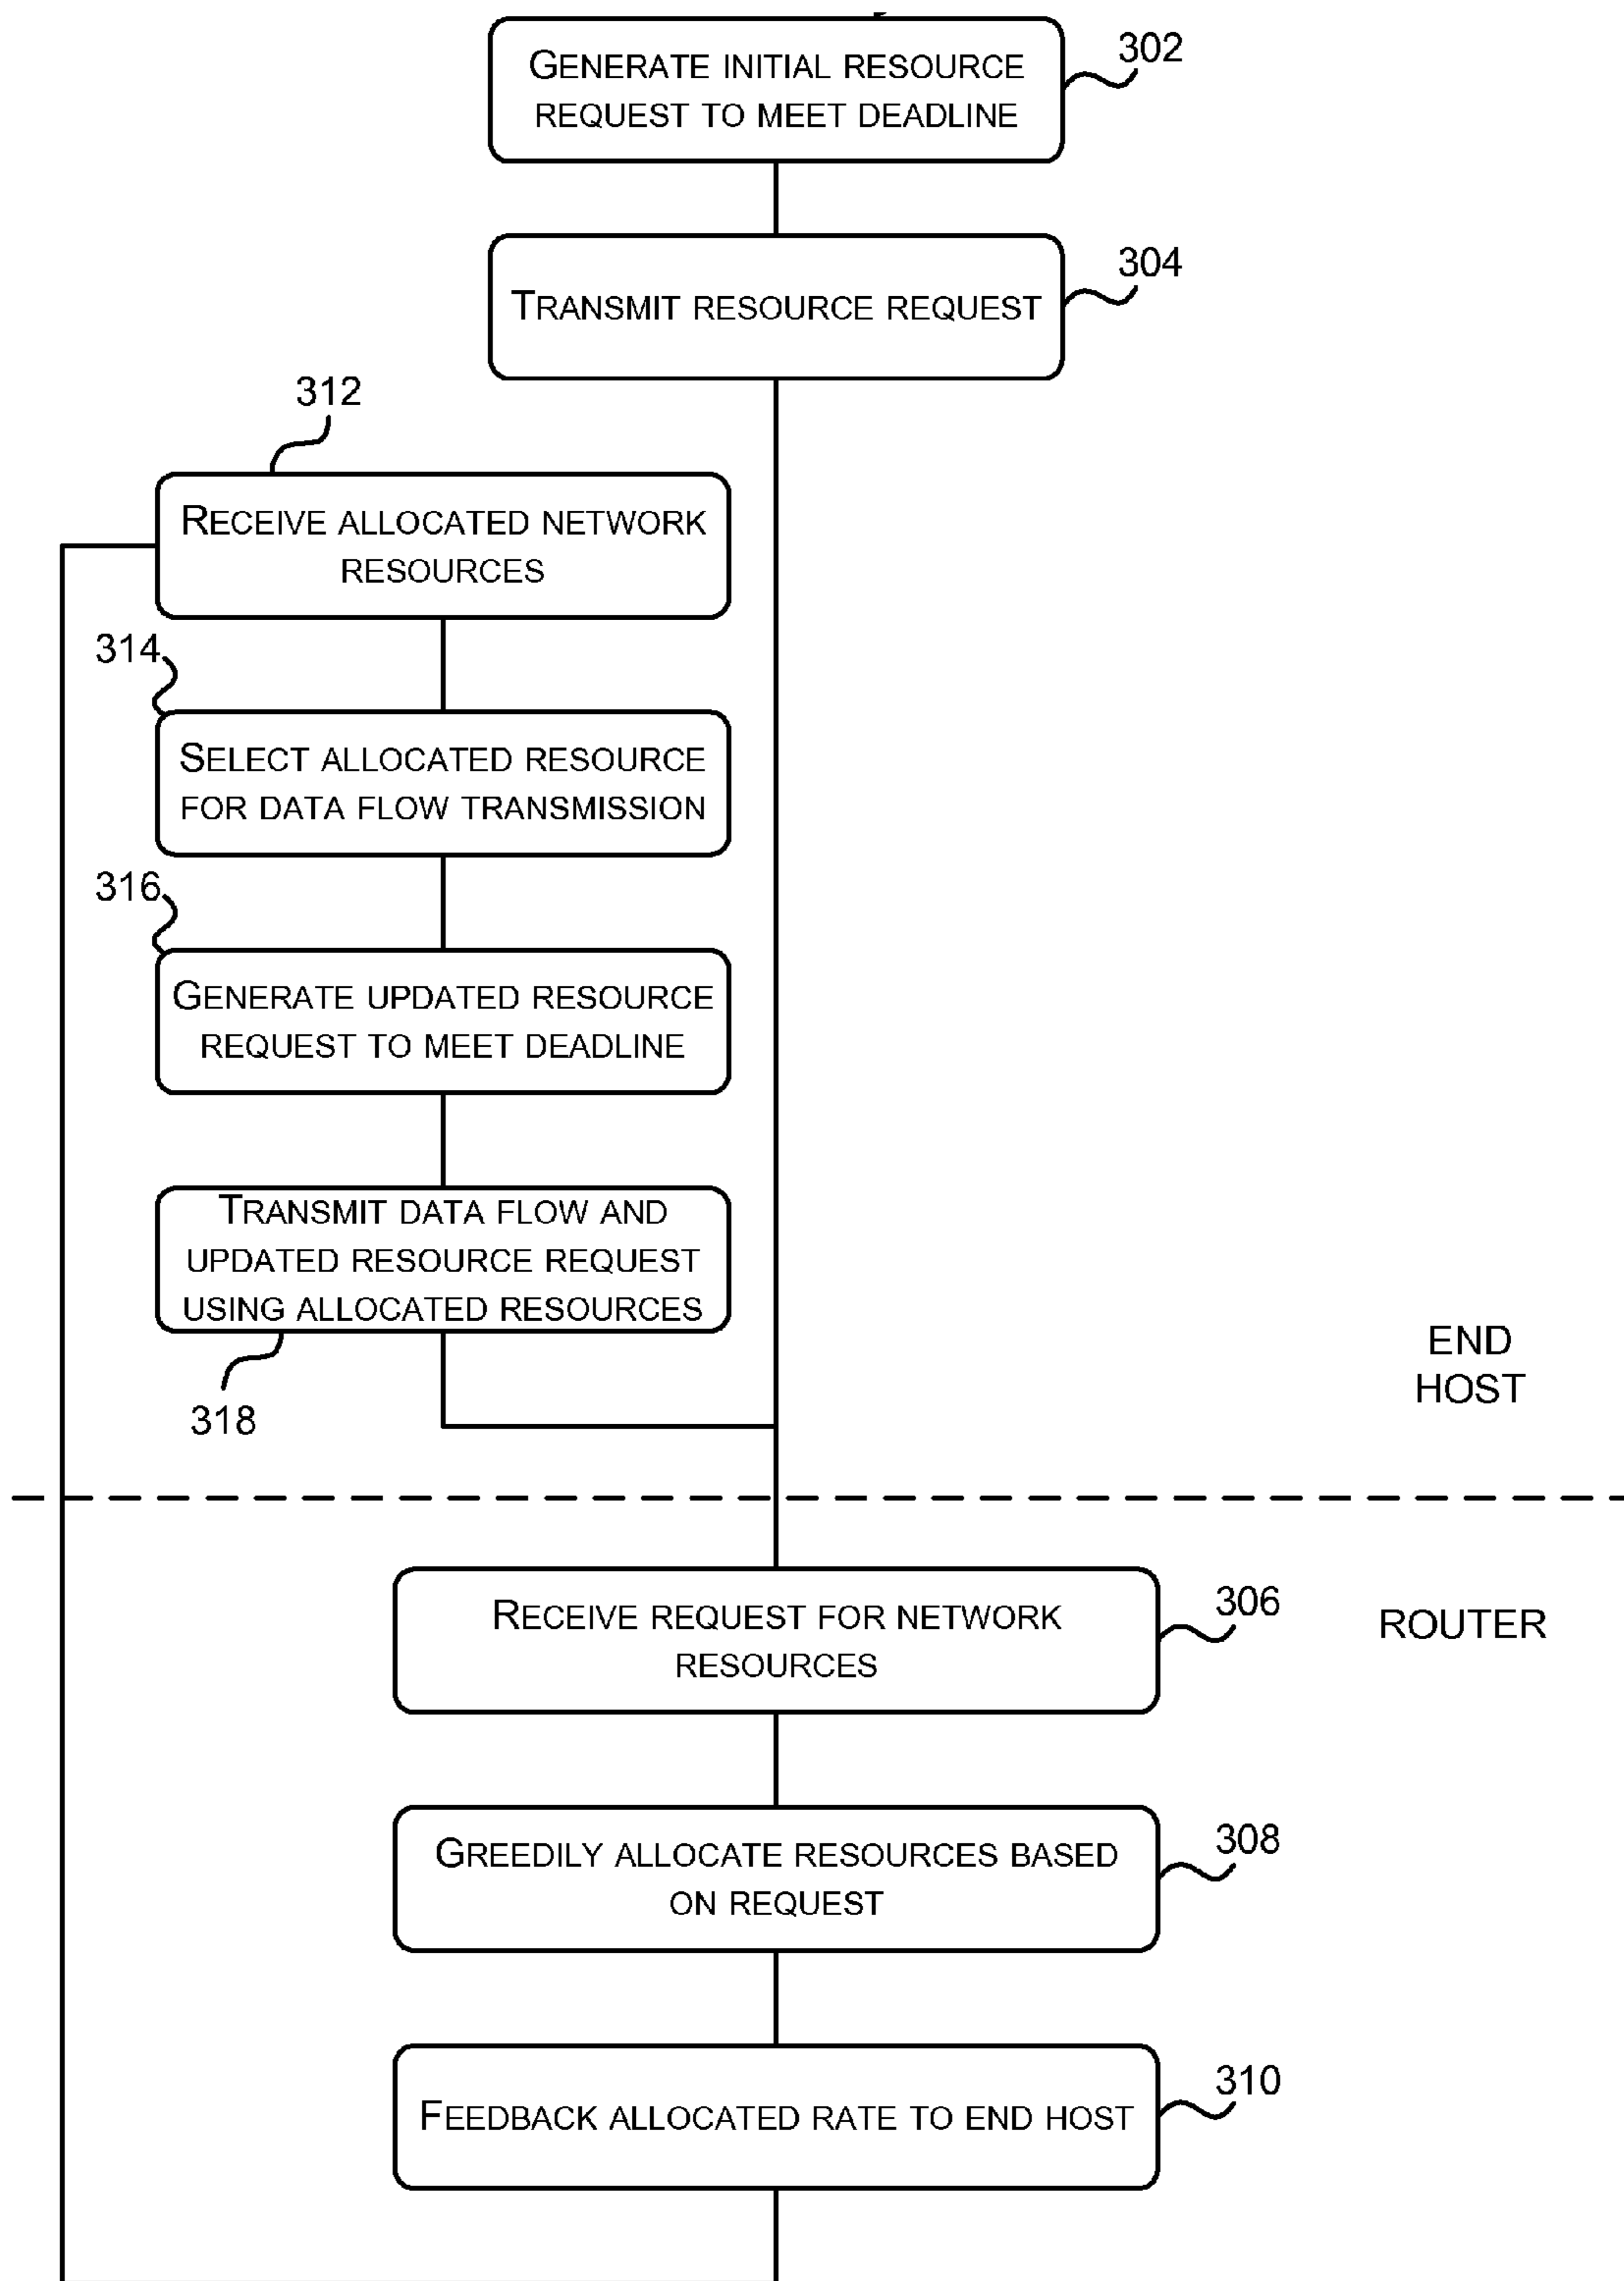 GENERATE INITIAL RESOURCE
REQUEST TO MEET DEADLINE
302
TRANSMIT RESOURCE REQUEST
304
312
RECEIVE ALLOCATED NETWORK
RESOURCES
314
SELECT ALLOCATED RESOURCE
FOR DATA FLOW TRANSMISSION
316
GENERATE UPDATED RESOURCE
REQUEST TO MEET DEADLINE
TRANSMIT DATA FLOW AND
UPDATED RESOURCE REQUEST
USING ALLOCATED RESOURCES
318
END
HOST
RECEIVE REQUEST FOR NETWORK
RESOURCES
306
ROUTER
GREEDILY ALLOCATE RESOURCES BASED
ON REQUEST
308
FEEDBACK ALLOCATED RATE TO END HOST
310